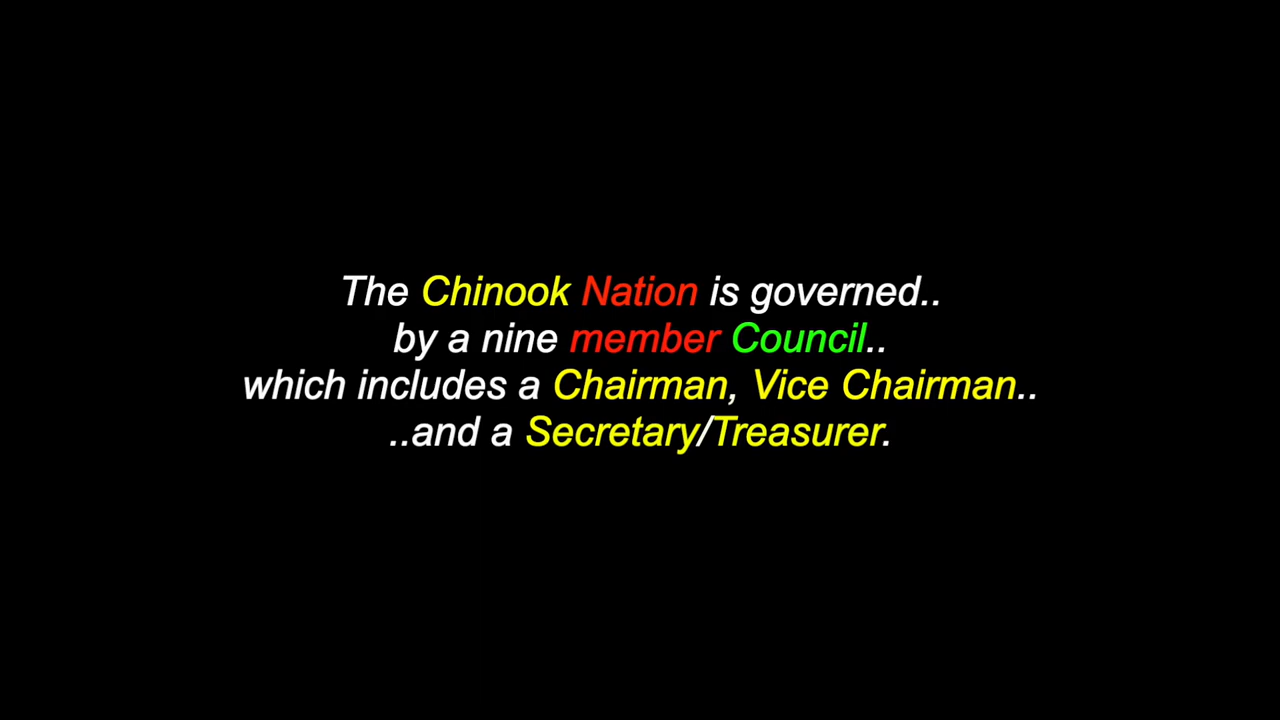 The Chinook Nation is governed..
by a nine member Council..
which includes a Chairman, Vice Chairman..
..and a Secretary/Treasurer.